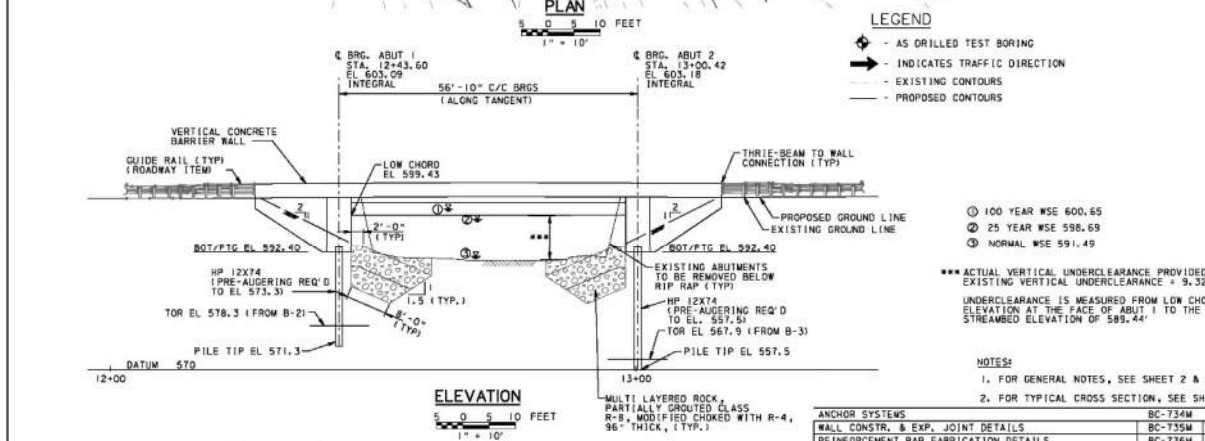 PLAN
5 0 5 10 FEET
1" = 10'
LEGEND
- AS DRILLED TEST BORING
- INDICATES TRAFFIC DIRECTION
- EXISTING CONTOURS
- PROPOSED CONTOURS
℄ BRG. ABUT 1
STA. 12+43.60
EL 603.09
INTEGRAL
℄ BRG. ABUT 2
STA. 13+00.42
EL 603.18
INTEGRAL
56'-10" C/C BRGS
(ALONG TANGENT)
VERTICAL CONCRETE
BARRIER WALL
GUIDE RAIL (TYP)
(ROADWAY ITEM)
LOW CHORD
EL 599.43
THRIE-BEAM TO WALL
CONNECTION (TYP)
PROPOSED GROUND LINE
EXISTING GROUND LINE
2
1
2
1
①
②
③
2'-0"
(TYP)
***
BOT/FTG EL 592.40
BOT/FTG EL 592.40
① 100 YEAR WSE 600.65
② 25 YEAR WSE 598.69
③ NORMAL WSE 591.49
HP 12X74
(PRE-AUGERING REQ'D
TO EL 573.3)
1
1.5 (TYP.)
8'-0"
(TYP)
EXISTING ABUTMENTS
TO BE REMOVED BELOW
RIP RAP (TYP)
HP 12X74
(PRE-AUGERING REQ'D
TO EL. 557.5)
TOR EL 578.3 (FROM B-2)
TOR EL 567.9 (FROM B-3)
PILE TIP EL 571.3
PILE TIP EL 557.5
*** ACTUAL VERTICAL UNDERCLEARANCE PROVIDED
EXISTING VERTICAL UNDERCLEARANCE = 9.32
UNDERCLEARANCE IS MEASURED FROM LOW CHO
ELEVATION AT THE FACE OF ABUT 1 TO THE
STREAMBED ELEVATION OF 589.44'
DATUM 570
12+00
13+00
NOTES:
1. FOR GENERAL NOTES, SEE SHEET 2 &
2. FOR TYPICAL CROSS SECTION, SEE SH
ELEVATION
5 0 5 10 FEET
1" = 10'
MULTI LAYERED ROCK,
PARTIALLY GROUTED CLASS
R-8, MODIFIED CHOKED WITH R-4,
96" THICK, (TYP.)
ANCHOR SYSTEMS BC-734M
WALL CONSTR. & EXP. JOINT DETAILS BC-735M
REINFORCEMENT BAR FABRICATION DETAILS BC-736M